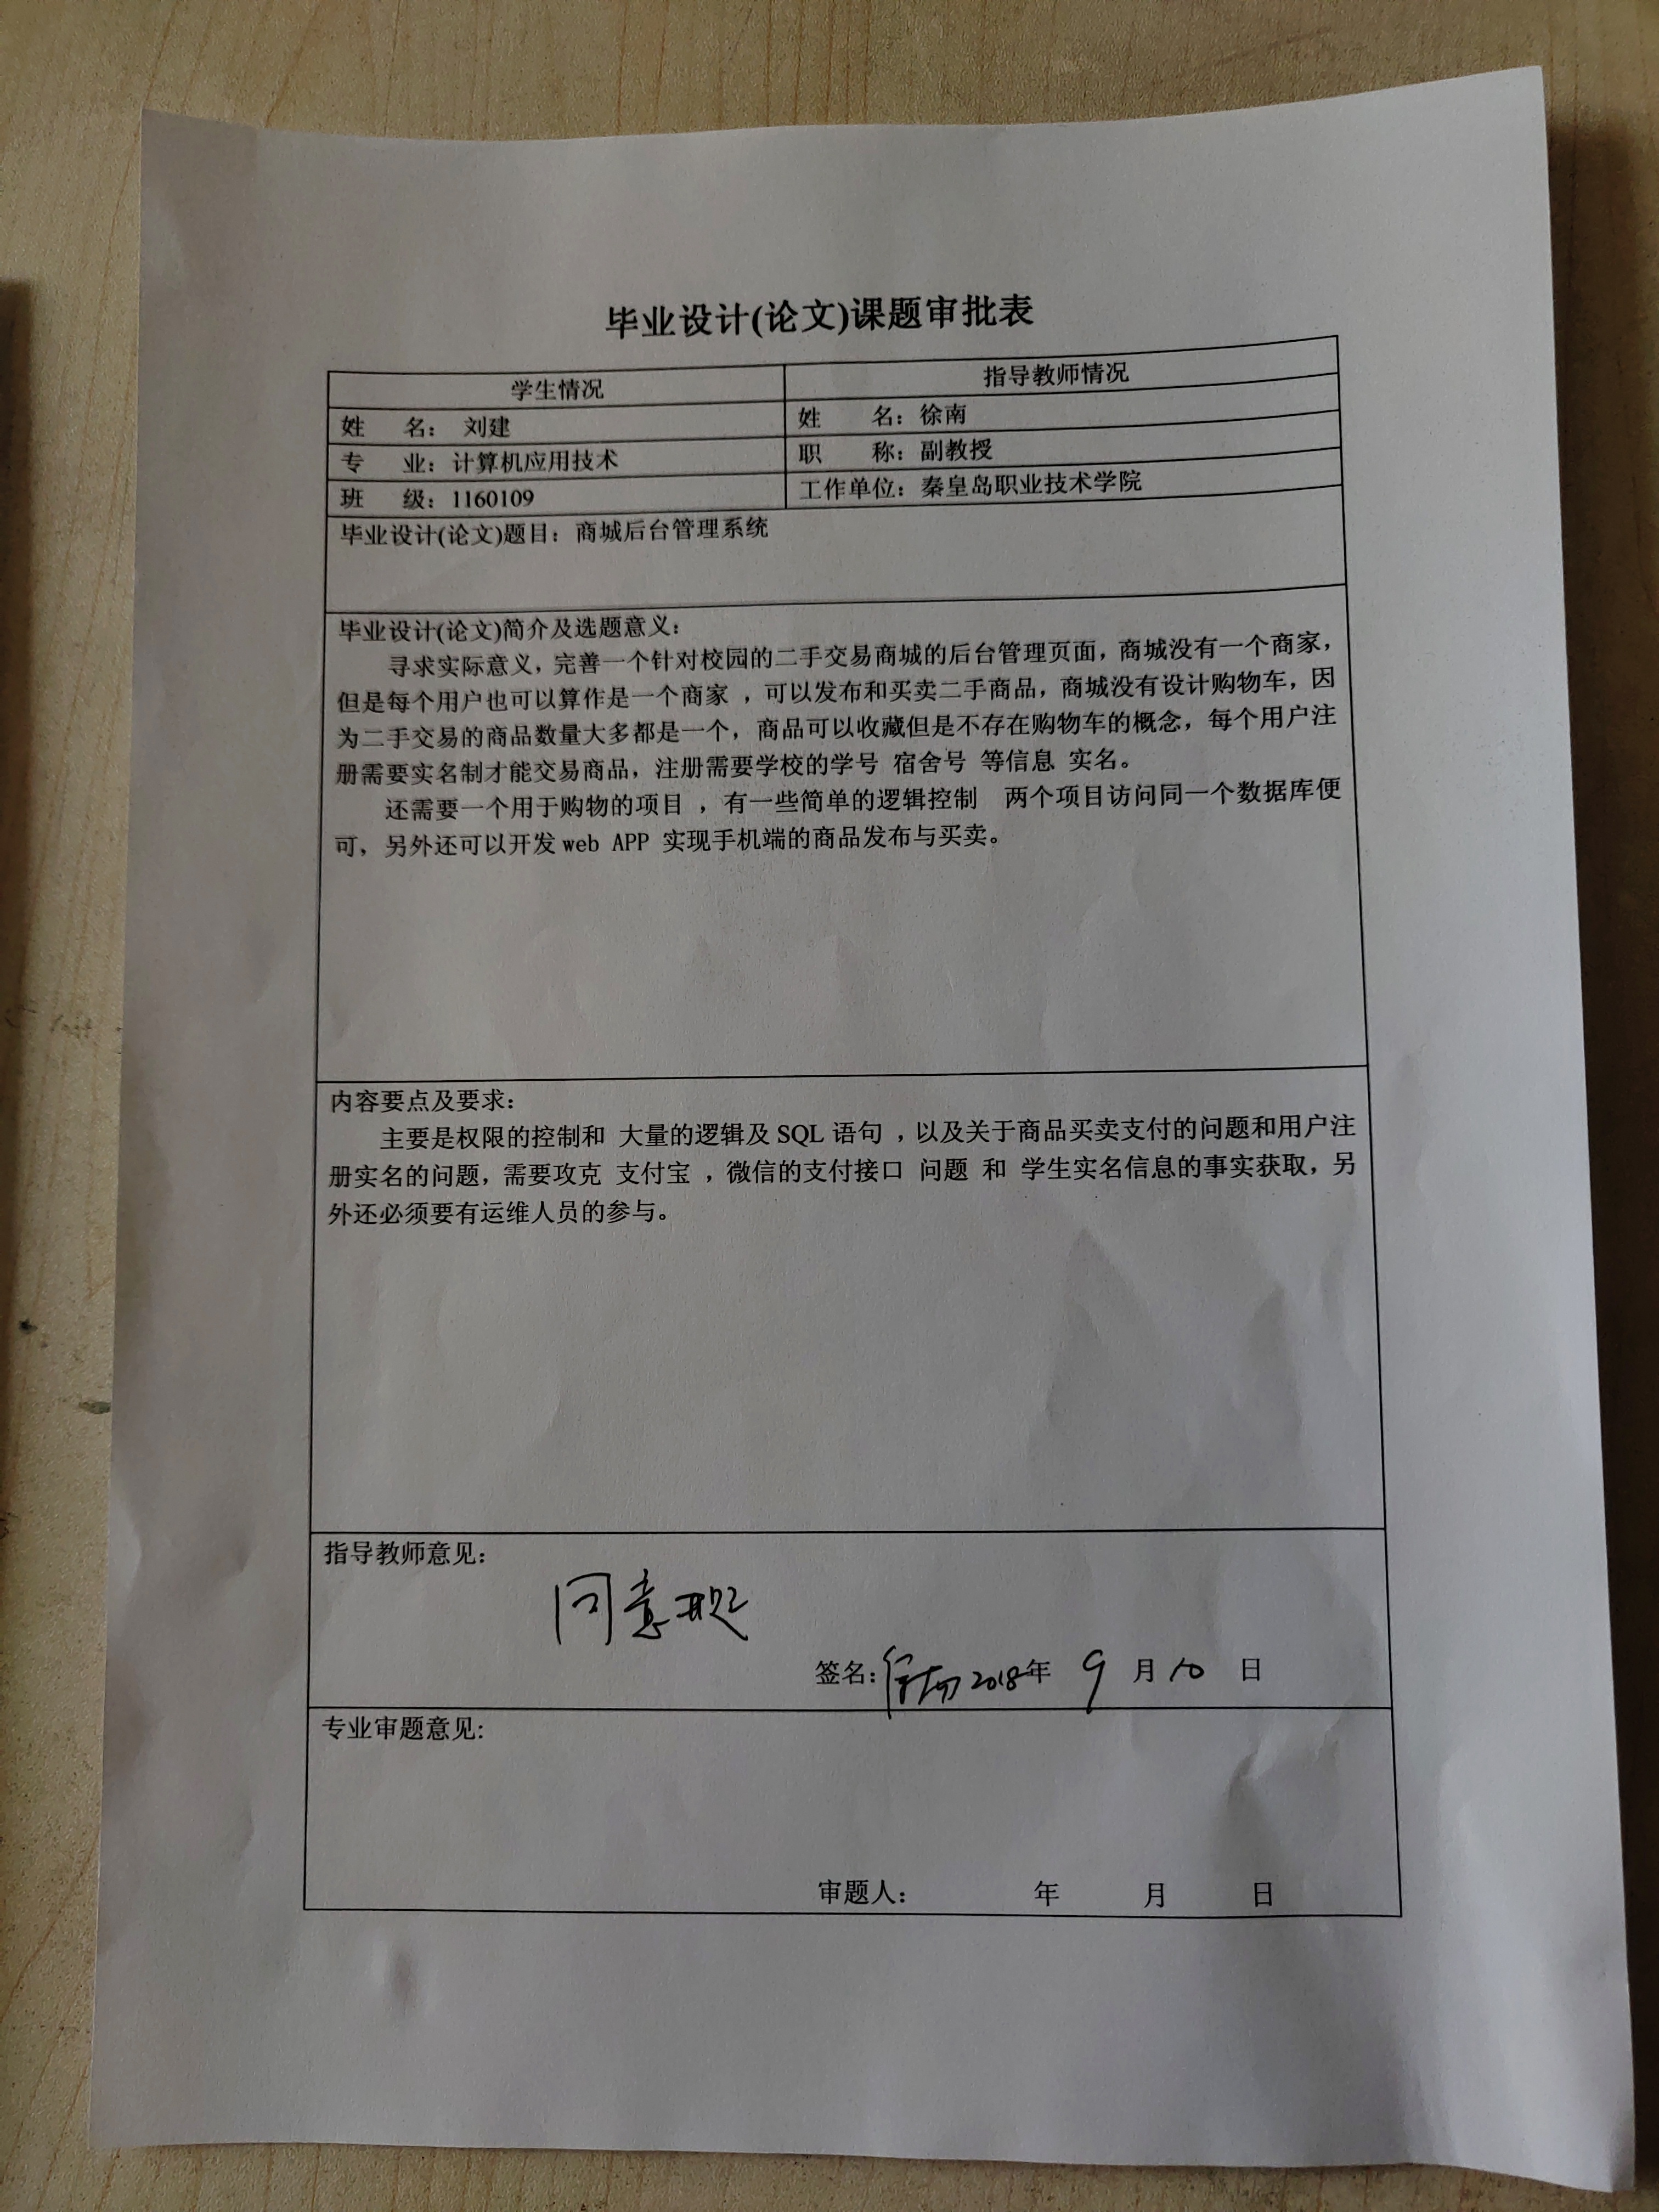 毕业设计(论文)课题审批表
学生情况 指导教师情况
姓 名： 刘建 姓 名：徐南
专 业：计算机应用技术 职 称：副教授
班 级：1160109 工作单位：秦皇岛职业技术学院
毕业设计(论文)题目：商城后台管理系统
毕业设计(论文)简介及选题意义：
寻求实际意义，完善一个针对校园的二手交易商城的后台管理页面，商城没有一个商家，
但是每个用户也可以算作是一个商家 ，可以发布和买卖二手商品，商城没有设计购物车，因
为二手交易的商品数量大多都是一个，商品可以收藏但是不存在购物车的概念，每个用户注
册需要实名制才能交易商品，注册需要学校的学号 宿舍号 等信息 实名。
还需要一个用于购物的项目 ，有一些简单的逻辑控制 两个项目访问同一个数据库便
可，另外还可以开发 web APP 实现手机端的商品发布与买卖。
内容要点及要求：
主要是权限的控制和 大量的逻辑及 SQL 语句 ，以及关于商品买卖支付的问题和用户注
册实名的问题，需要攻克 支付宝 ，微信的支付接口 问题 和 学生实名信息的事实获取，另
外还必须要有运维人员的参与。
指导教师意见：
同意开题
签名：徐南 2018年 9 月 10 日
专业审题意见:
审题人： 年 月 日